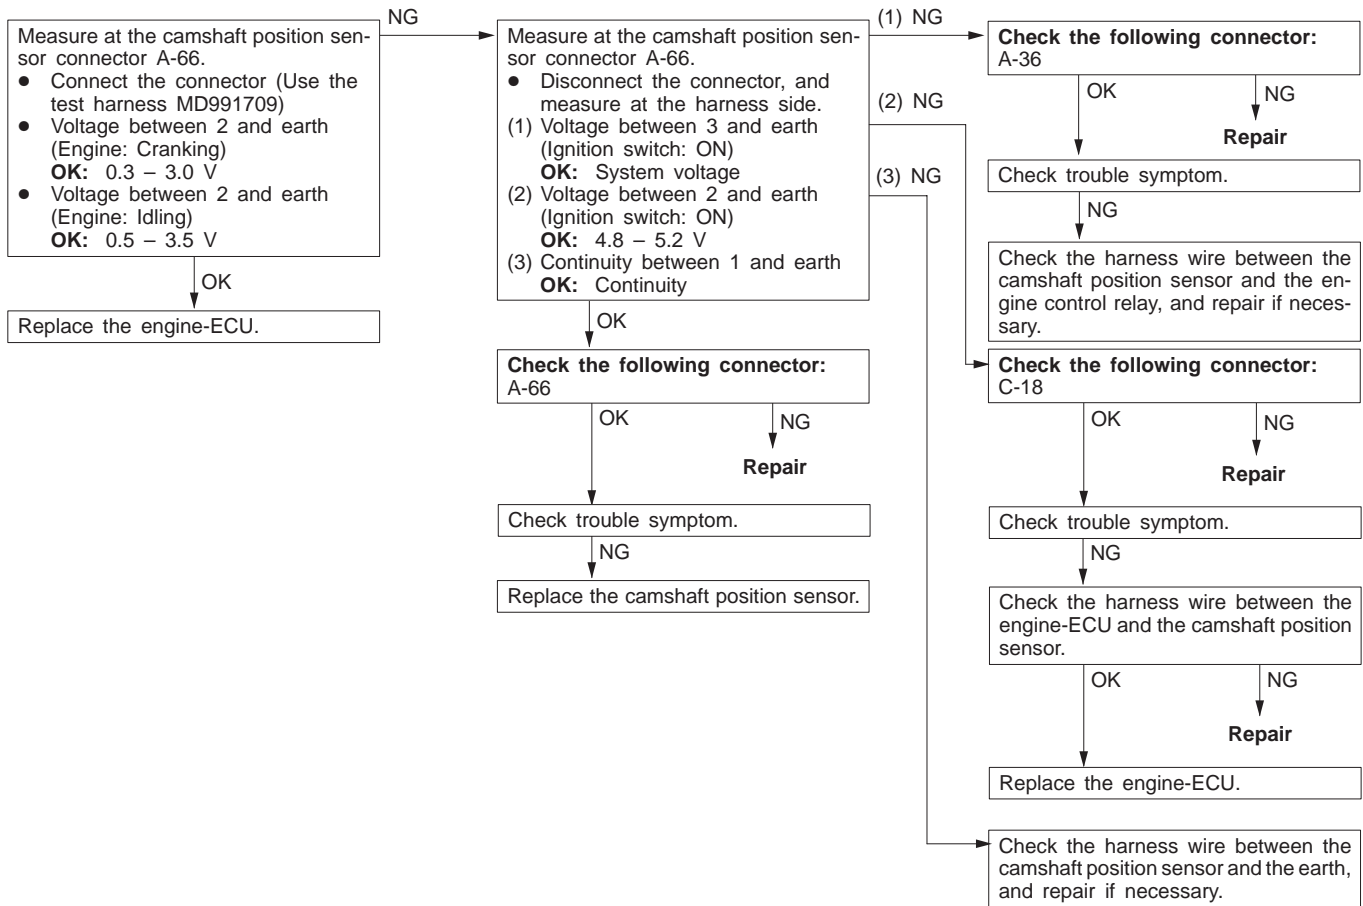 NG
Measure at the camshaft position sen-
sor connector A-66.
● Connect the connector (Use the
test harness MD991709)
● Voltage between 2 and earth
(Engine: Cranking)
OK: 0.3 – 3.0 V
● Voltage between 2 and earth
(Engine: Idling)
OK: 0.5 – 3.5 V
OK
Replace the engine-ECU.
Measure at the camshaft position sen-
sor connector A-66.
● Disconnect the connector, and
measure at the harness side.
(1) Voltage between 3 and earth
(Ignition switch: ON)
OK: System voltage
(2) Voltage between 2 and earth
(Ignition switch: ON)
OK: 4.8 – 5.2 V
(3) Continuity between 1 and earth
OK: Continuity
OK
Check the following connector:
A-66
OK
NG
Repair
Check trouble symptom.
NG
Replace the camshaft position sensor.
(1) NG
(2) NG
(3) NG
Check the following connector:
A-36
OK
NG
Repair
Check trouble symptom.
NG
Check the harness wire between the
camshaft position sensor and the en-
gine control relay, and repair if neces-
sary.
Check the following connector:
C-18
OK
NG
Repair
Check trouble symptom.
NG
Check the harness wire between the
engine-ECU and the camshaft position
sensor.
OK
NG
Repair
Replace the engine-ECU.
Check the harness wire between the
camshaft position sensor and the earth,
and repair if necessary.